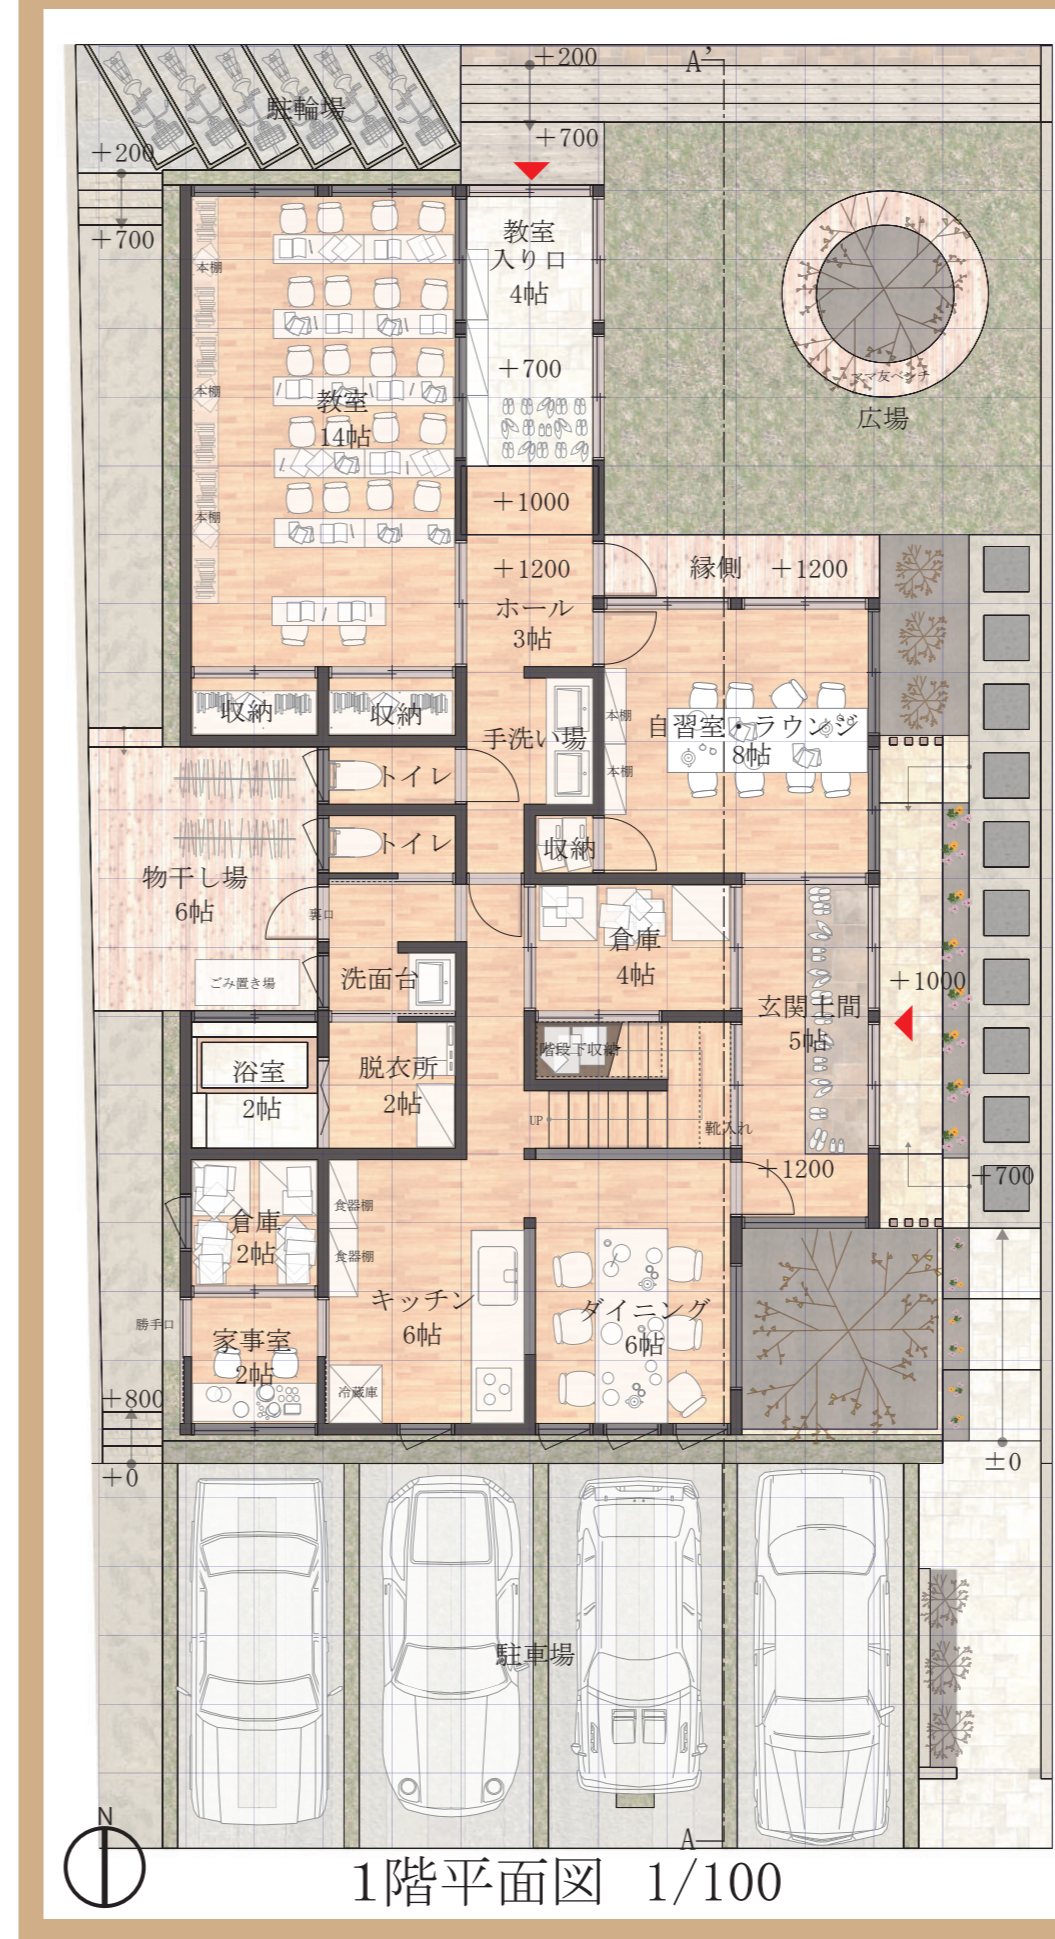 +200
A’
駐輪場
+700
+200
+700
教室
入り口
4帖
本棚
+700
ママ友ベンチ
本棚
教室
14帖
広場
+1000
本棚
+1200
縁側 +1200
ホール
3帖
収納
収納
手洗い場
本棚
自習室・ラウンジ
8帖
本棚
トイレ
トイレ
収納
物干し場
6帖
裏口
倉庫
4帖
洗面台
ごみ置き場
+1000
玄関土間
5帖
階段下収納
浴室
2帖
脱衣所
2帖
UP
靴入れ
+1200
+700
食器棚
倉庫
2帖
食器棚
キッチン
6帖
ダイニング
6帖
勝手口
家事室
2帖
冷蔵庫
+800
+0
±0
駐車場
N
A
1階平面図 1/100